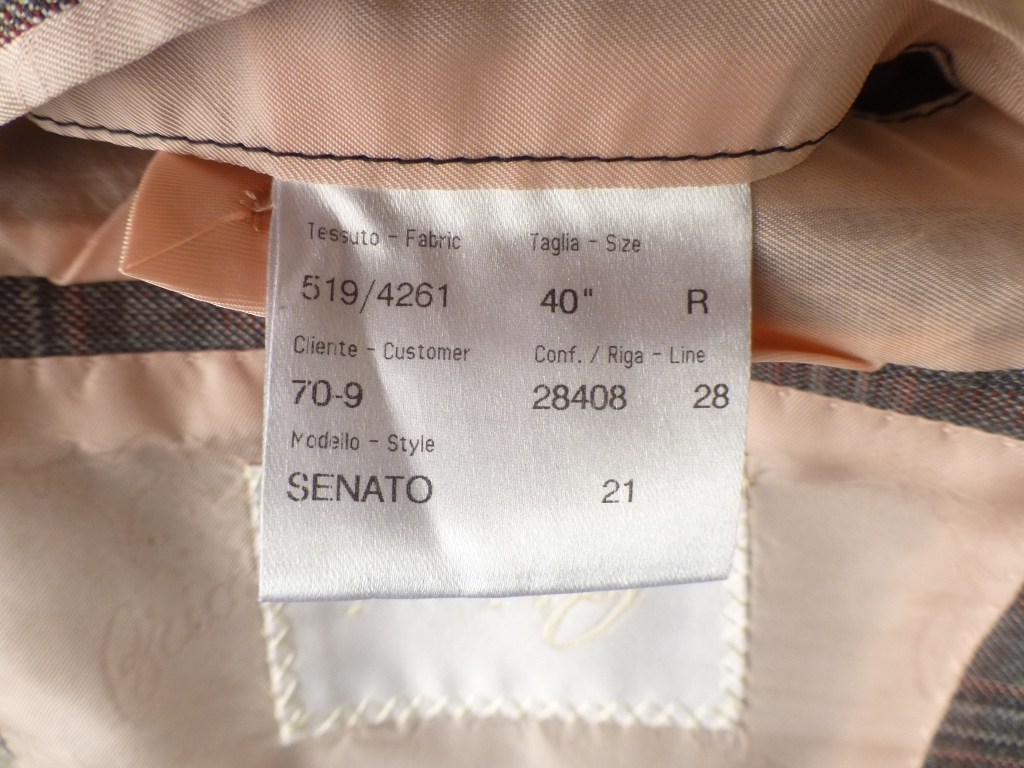 Tessuto - Fabric Taglia - Size
519/4261 40" R
Cliente - Customer Conf. / Riga - Line
70-9 28408 28
Modello - Style
SENATO 21